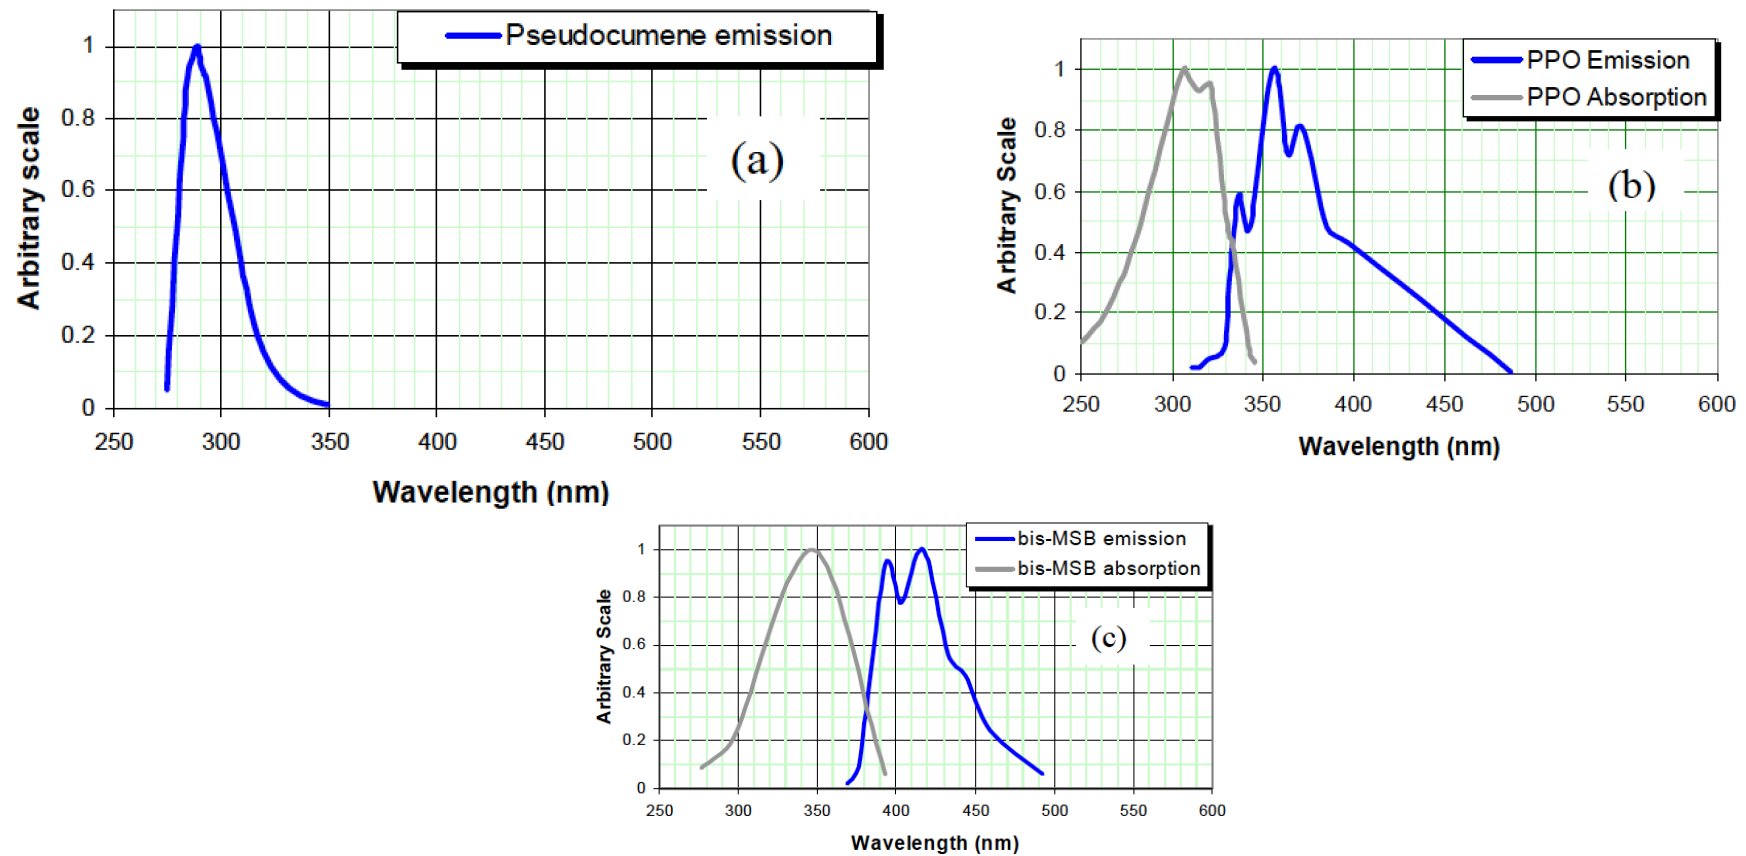 Pseudocumene emission
1
0.8
0.6
0.4
0.2
0
Arbitrary scale
(a)
250 300 350 400 450 500 550 600
Wavelength (nm)
PPO Emission
PPO Absorption
1
0.8
0.6
0.4
0.2
0
Arbitrary Scale
(b)
250 300 350 400 450 500 550 600
Wavelength (nm)
bis-MSB emission
bis-MSB absorption
1
0.8
0.6
0.4
0.2
0
Arbitrary Scale
(c)
250 300 350 400 450 500 550 600
Wavelength (nm)